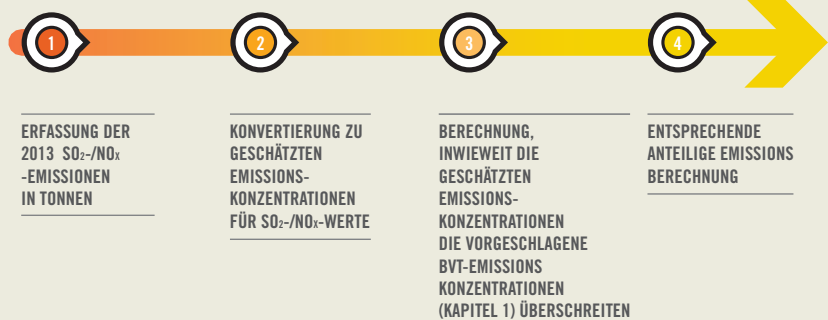 1
ERFASSUNG DER
2013 SO₂-/NOx
-EMISSIONEN
IN TONNEN
2
KONVERTIERUNG ZU
GESCHÄTZTEN
EMISSIONS-
KONZENTRATIONEN
FÜR SO₂-/NOx-WERTE
3
BERECHNUNG,
INWIEWEIT DIE
GESCHÄTZTEN
EMISSIONS-
KONZENTRATIONEN
DIE VORGESCHLAGENE
BVT-EMISSIONS
KONZENTRATIONEN
(KAPITEL 1) ÜBERSCHREITEN
4
ENTSPRECHENDE
ANTEILIGE EMISSIONS
BERECHNUNG